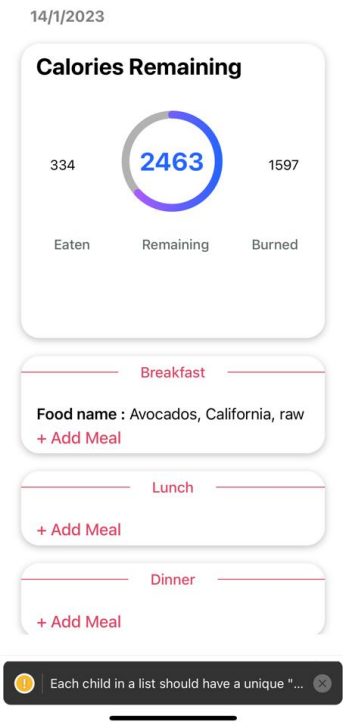 14/1/2023
Calories Remaining
334
2463
1597
Eaten
Remaining
Burned
Breakfast
Food name : Avocados, California, raw
+ Add Meal
Lunch
+ Add Meal
Dinner
+ Add Meal
! Each child in a list should have a unique "...